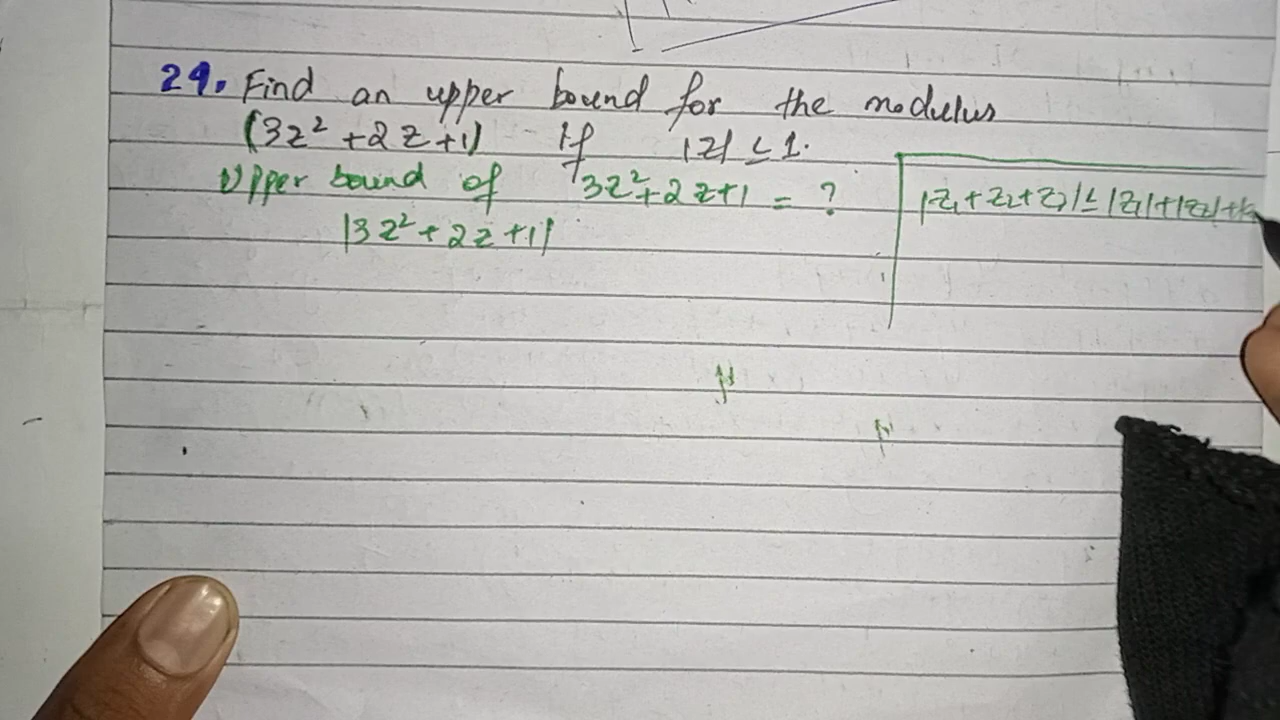 29. Find an upper bound for the modulus
(3z² + 2z + 1) If |z| ≤ 1.
Upper bound of 3z² + 2z + 1 = ?
|3z² + 2z + 1|
|z₁ + z₂ + z₃| ≤ |z₁| + |z₂| + |z